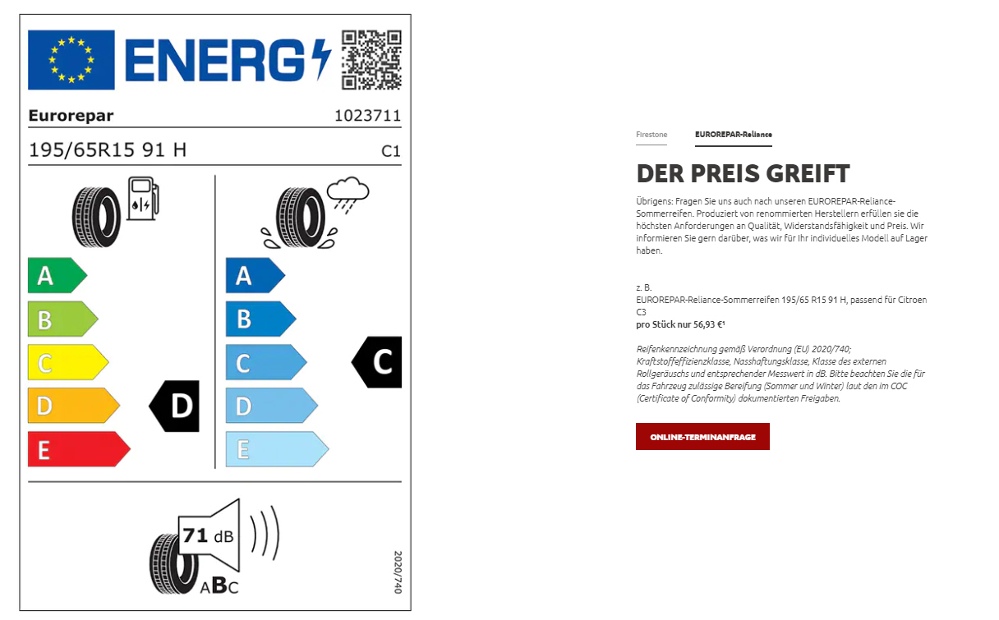 ENERG
Eurorepar 1023711
195/65R15 91 H C1
A
B
C
D
E
D
A
B
C
D
E
C
71 dB
ABC
2020/740
Firestone EUROREPAR-Reliance
DER PREIS GREIFT
Übrigens: Fragen Sie uns auch nach unseren EUROREPAR-Reliance-
Sommerreifen. Produziert von renommierten Herstellern erfüllen sie die
höchsten Anforderungen an Qualität, Widerstandsfähigkeit und Preis. Wir
informieren Sie gern darüber, was wir für Ihr individuelles Modell auf Lager
haben.
z. B.
EUROREPAR-Reliance-Sommerreifen 195/65 R15 91 H, passend für Citroen
C3
pro Stück nur 56,93 €¹
Reifenkennzeichnung gemäß Verordnung (EU) 2020/740;
Kraftstoffeffizienzklasse, Nasshaftungsklasse, Klasse des externen
Rollgeräuschs und entsprechender Messwert in dB. Bitte beachten Sie die für
das Fahrzeug zulässige Bereifung (Sommer und Winter) laut den im COC
(Certificate of Conformity) dokumentierten Freigaben.
ONLINE-TERMINANFRAGE